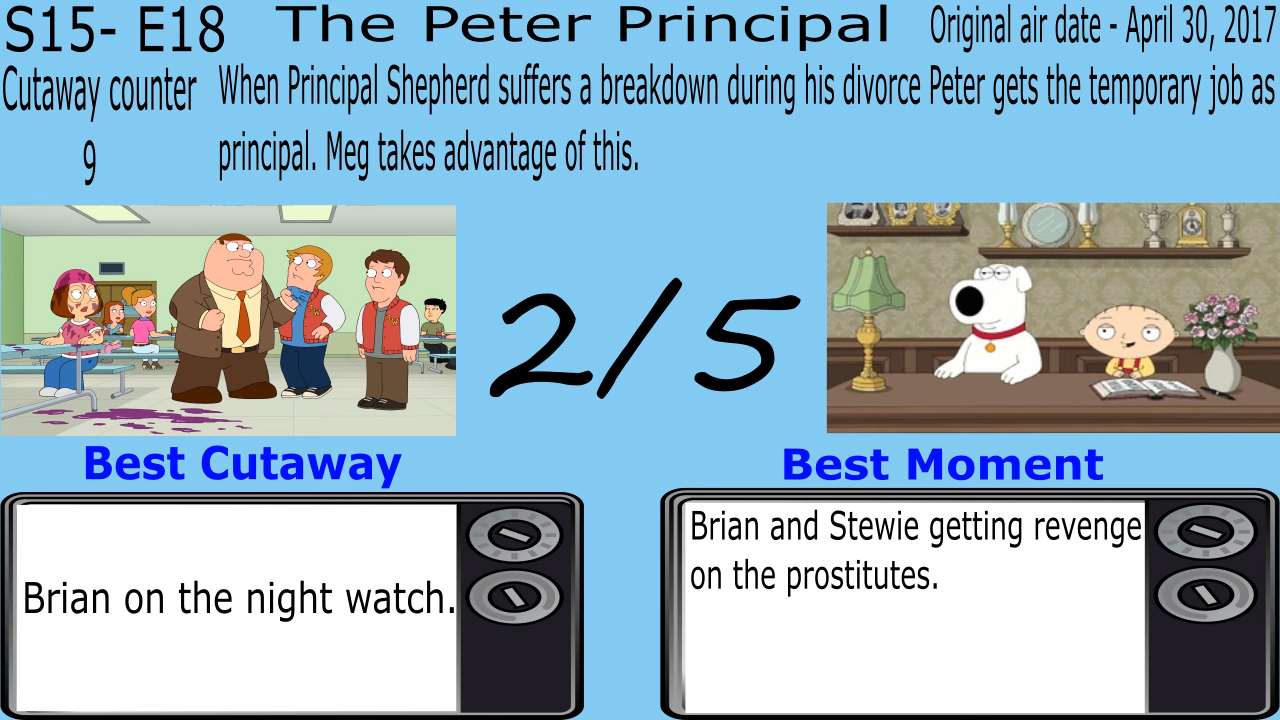 S15- E18
The Peter Principal
Original air date - April 30, 2017
Cutaway counter
9
When Principal Shepherd suffers a breakdown during his divorce Peter gets the temporary job as
principal. Meg takes advantage of this.
2/5
Best Cutaway
Brian on the night watch.
Best Moment
Brian and Stewie getting revenge
on the prostitutes.